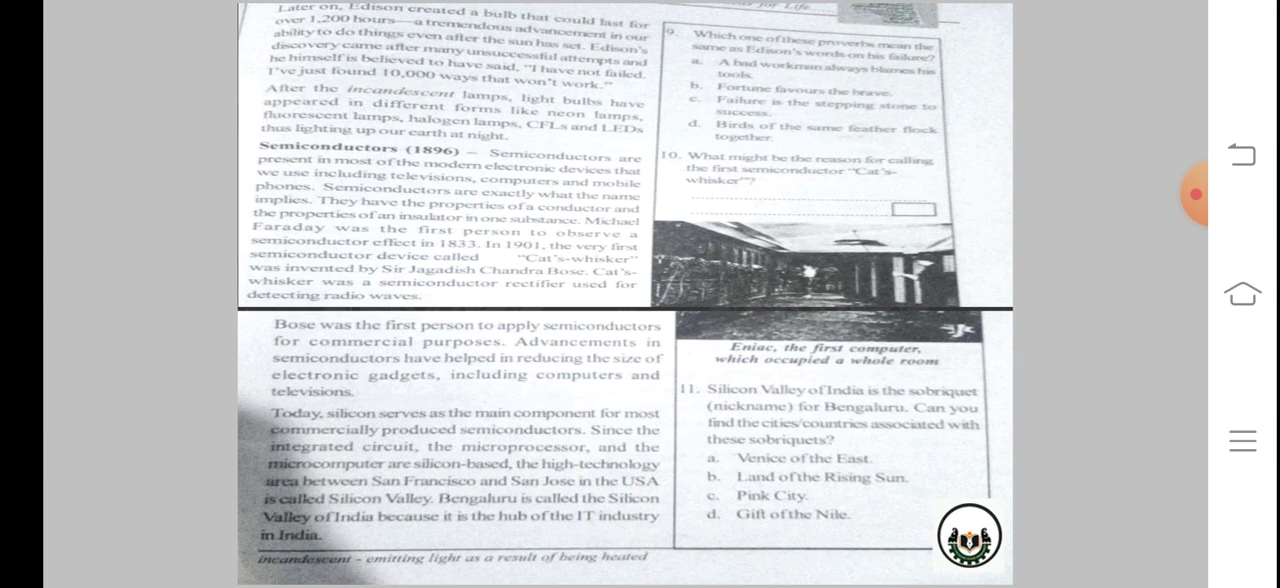 Later on, Edison created a bulb that could last for
over 1,200 hours—a tremendous advancement in our
ability to do things even after the sun has set. Edison's
discovery came after many unsuccessful attempts and
he himself is believed to have said, "I have not failed.
I've just found 10,000 ways that won't work."
After the incandescent lamps, light bulbs have
appeared in different forms like neon lamps,
fluorescent lamps, halogen lamps, CFLs and LEDs
thus lighting up our earth at night.
Semiconductors (1896) – Semiconductors are
present in most of the modern electronic devices that
we use including televisions, computers and mobile
phones. Semiconductors are exactly what the name
implies. They have the properties of a conductor and
the properties of an insulator in one substance. Michael
Faraday was the first person to observe a
semiconductor effect in 1833. In 1901, the very first
semiconductor device called "Cat's-whisker"
was invented by Sir Jagadish Chandra Bose. Cat's-
whisker was a semiconductor rectifier used for
detecting radio waves.
for Life
9. Which one of these proverbs mean the
same as Edison's words on his failure?
a. A bad workman always blames his
tools.
b. Fortune favours the brave.
c. Failure is the stepping stone to
success.
d. Birds of the same feather flock
together.
10. What might be the reason for calling
the first semiconductor "Cat's-
whisker"?
Bose was the first person to apply semiconductors
for commercial purposes. Advancements in
semiconductors have helped in reducing the size of
electronic gadgets, including computers and
televisions.
Today, silicon serves as the main component for most
commercially produced semiconductors. Since the
integrated circuit, the microprocessor, and the
microcomputer are silicon-based, the high-technology
area between San Francisco and San Jose in the USA
is called Silicon Valley. Bengaluru is called the Silicon
Valley of India because it is the hub of the IT industry
in India.
incandescent - emitting light as a result of being heated
Eniac, the first computer,
which occupied a whole room
11. Silicon Valley of India is the sobriquet
(nickname) for Bengaluru. Can you
find the cities/countries associated with
these sobriquets?
a. Venice of the East.
b. Land of the Rising Sun.
c. Pink City.
d. Gift of the Nile.